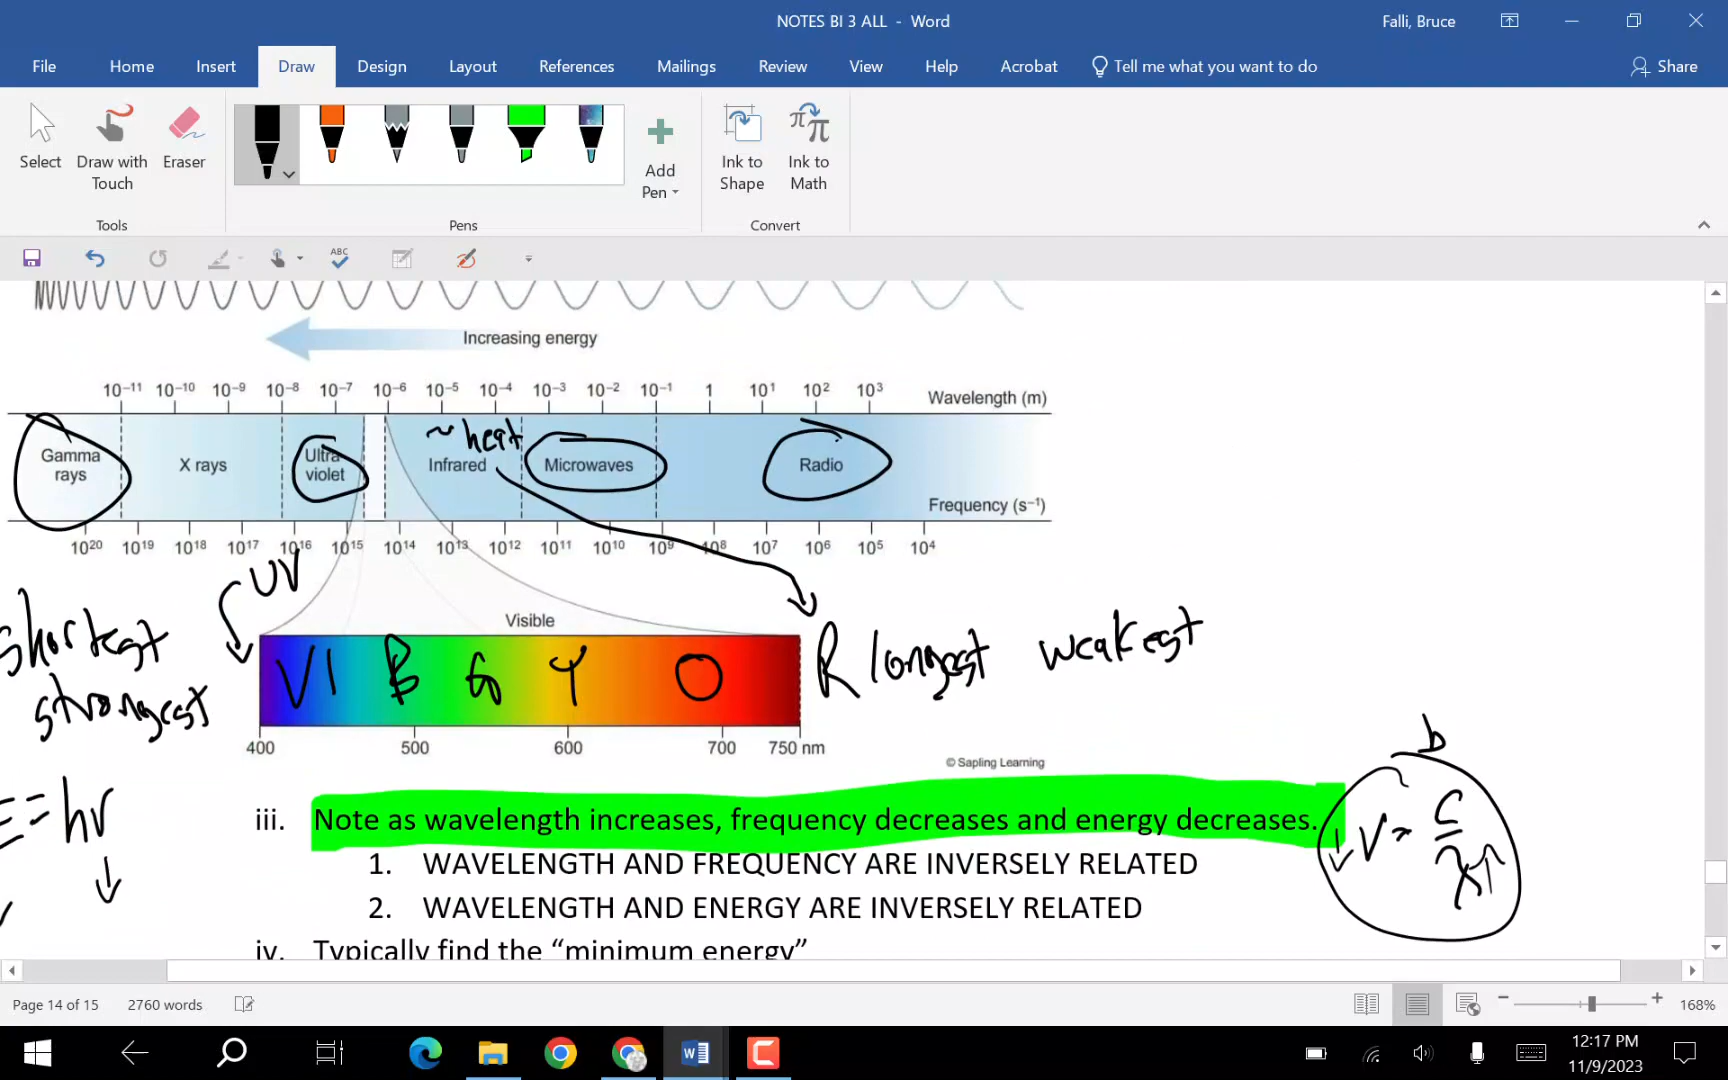 NOTES BI 3 ALL - Word
Falli, Bruce
File Home Insert Draw Design Layout References Mailings Review View Help Acrobat Tell me what you want to do
Share
Select
Draw with Touch
Eraser
Tools
Pens
Add Pen
Ink to Shape
Ink to Math
Convert
ABC
Increasing energy
10⁻¹¹ 10⁻¹⁰ 10⁻⁹ 10⁻⁸ 10⁻⁷ 10⁻⁶ 10⁻⁵ 10⁻⁴ 10⁻³ 10⁻² 10⁻¹ 1 10¹ 10² 10³ Wavelength (m)
~ heat
Gamma rays
X rays
Ultra violet
Infrared
Microwaves
Radio
Frequency (s⁻¹)
10²⁰ 10¹⁹ 10¹⁸ 10¹⁷ 10¹⁶ 10¹⁵ 10¹⁴ 10¹³ 10¹² 10¹¹ 10¹⁰ 10⁹ 10⁸ 10⁷ 10⁶ 10⁵ 10⁴
UV
Visible
shortest
strongest
V I B G Y O R longest weakest
400 500 600 700 750 nm
© Sapling Learning
b
E = hν
ν = c/λ
iii. Note as wavelength increases, frequency decreases and energy decreases.
1. WAVELENGTH AND FREQUENCY ARE INVERSELY RELATED
2. WAVELENGTH AND ENERGY ARE INVERSELY RELATED
iv. Typically find the “minimum energy”
Page 14 of 15 2760 words
168%
12:17 PM
11/9/2023